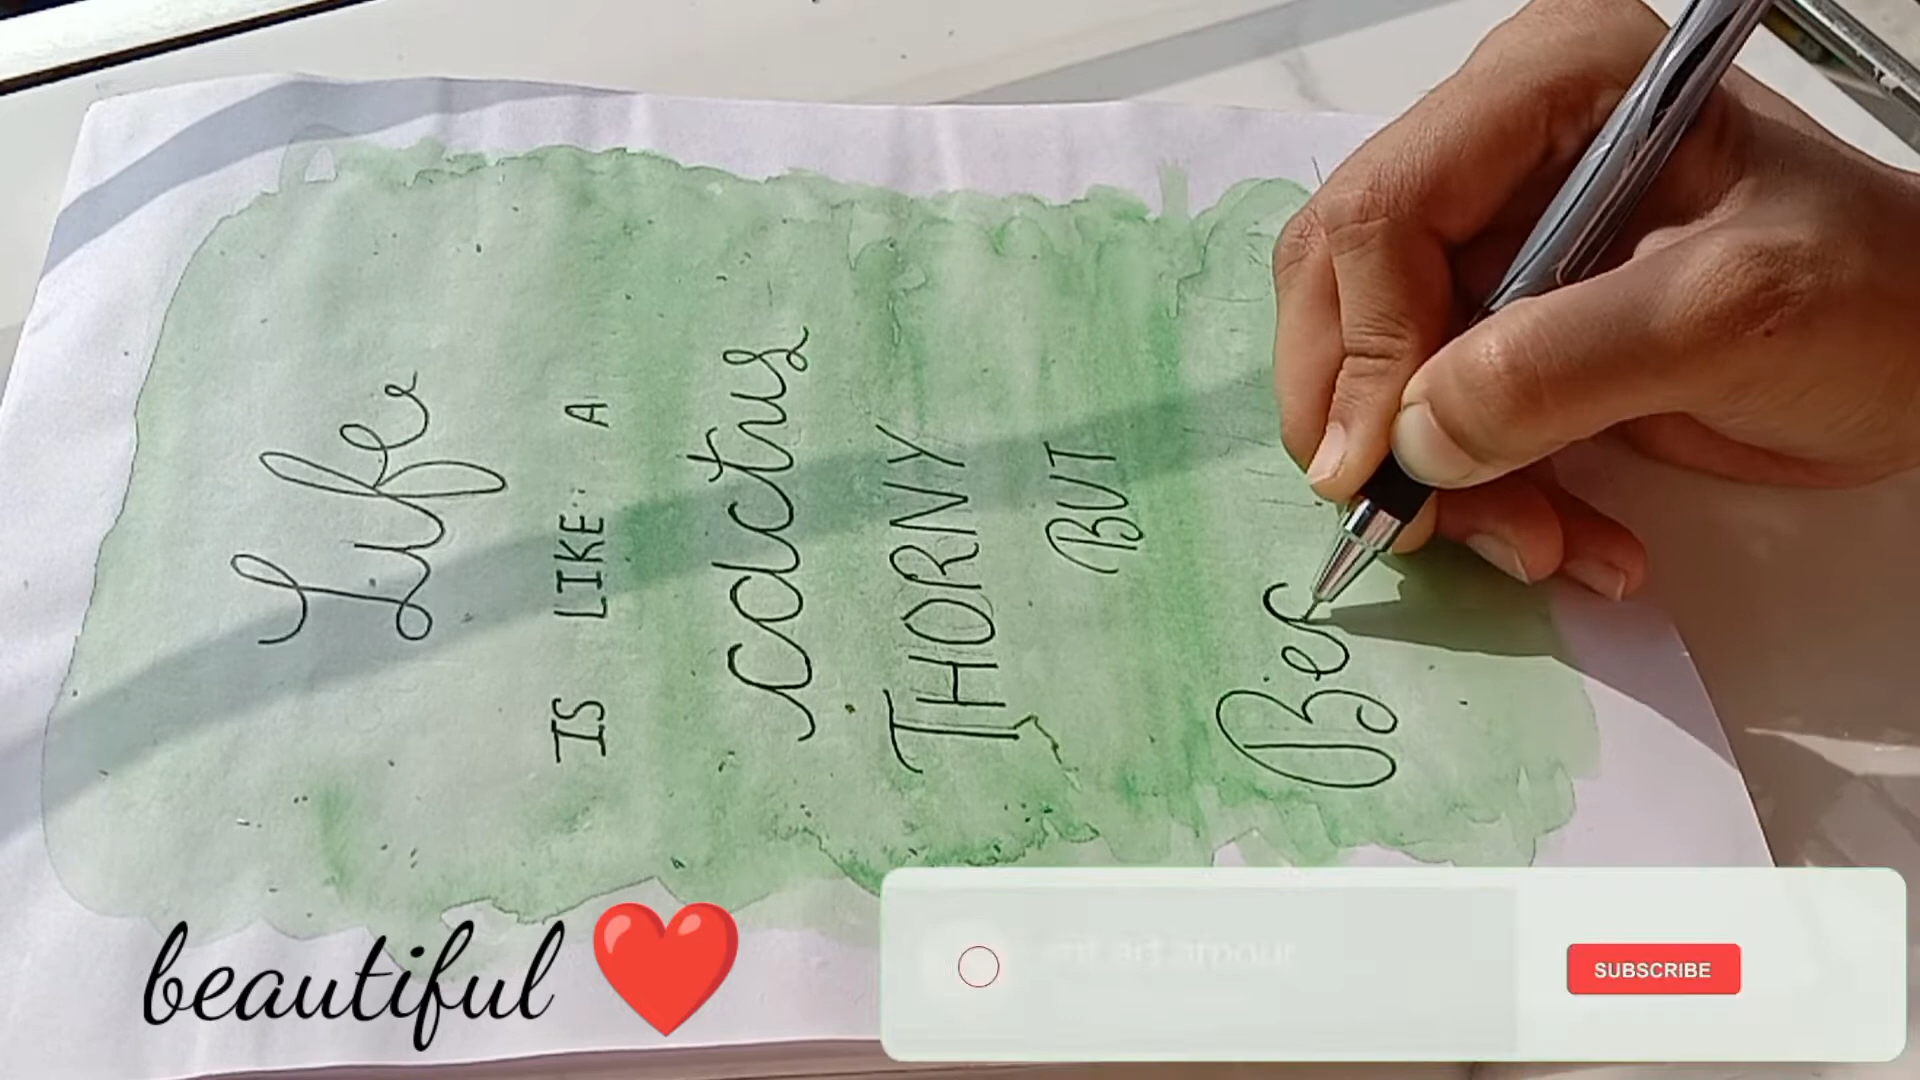 Life
IS LIKE A
cactus
THORNY
BUT
Be
beautiful ❤️
SUBSCRIBE